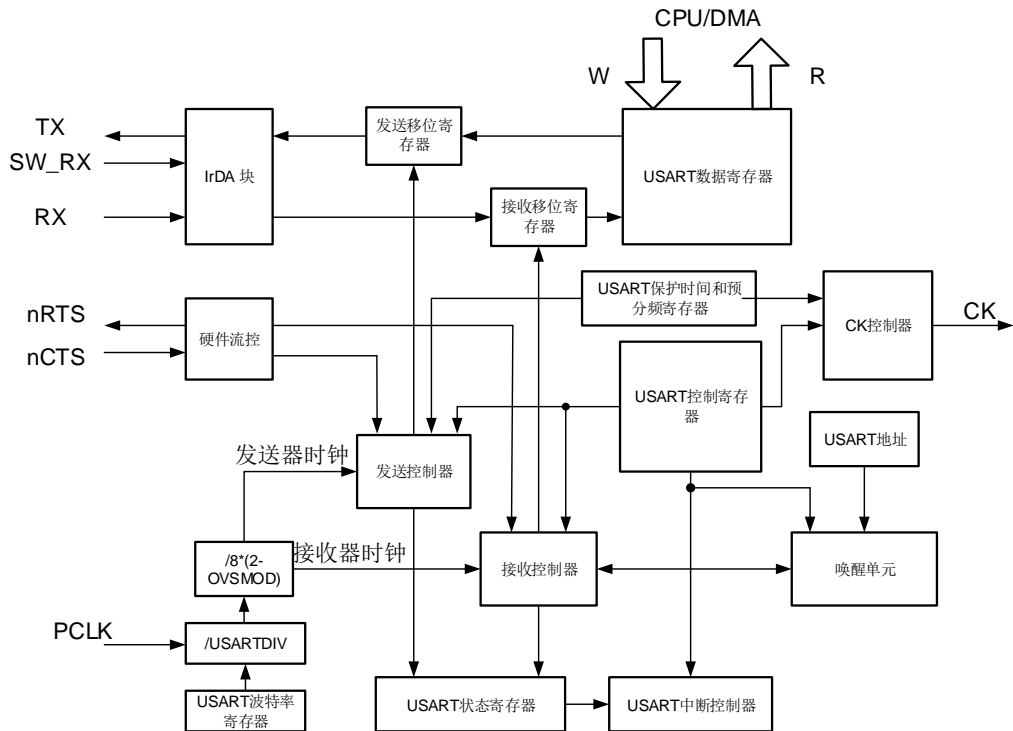 CPU/DMA
W
R
TX
SW_RX
RX
IrDA 块
发送移位寄
存器
接收移位寄
存器
USART数据寄存器
nRTS
nCTS
硬件流控
USART保护时间和预
分频寄存器
CK控制器
CK
USART控制寄存
器
USART地址
发送器时钟
发送控制器
/8*(2-
OVSMOD)
接收器时钟
接收控制器
唤醒单元
PCLK
/USARTDIV
USART波特率
寄存器
USART状态寄存器
USART中断控制器